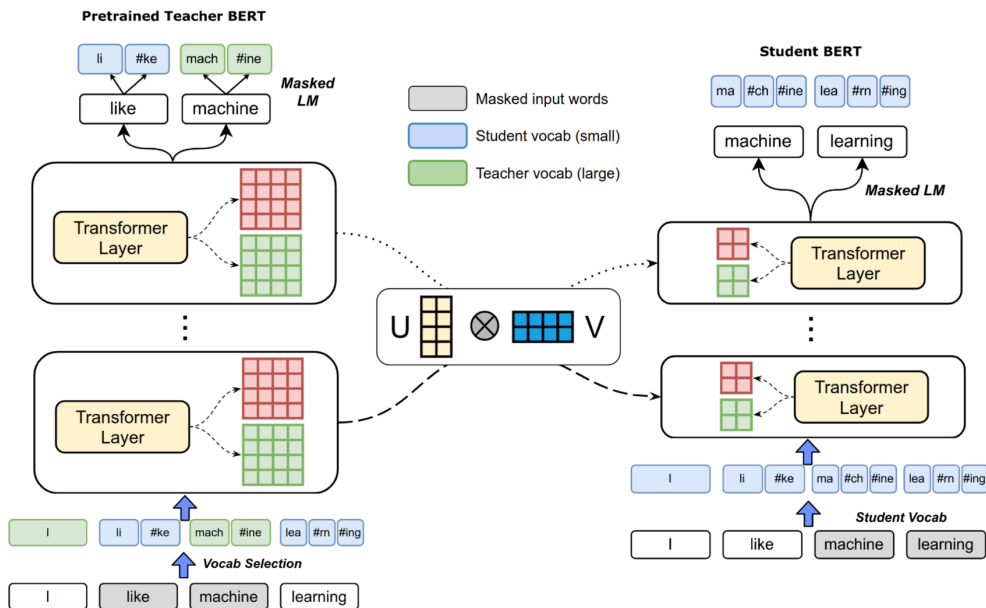 Pretrained Teacher BERT
li #ke mach #ine
Masked LM
like machine
Transformer Layer
Transformer Layer
I li #ke mach #ine lea #rn #ing
Vocab Selection
I like machine learning
Masked input words
Student vocab (small)
Teacher vocab (large)
U V
Student BERT
ma #ch #ine lea #rn #ing
machine learning
Masked LM
Transformer Layer
Transformer Layer
I li #ke ma #ch #ine lea #rn #ing
Student Vocab
I like machine learning